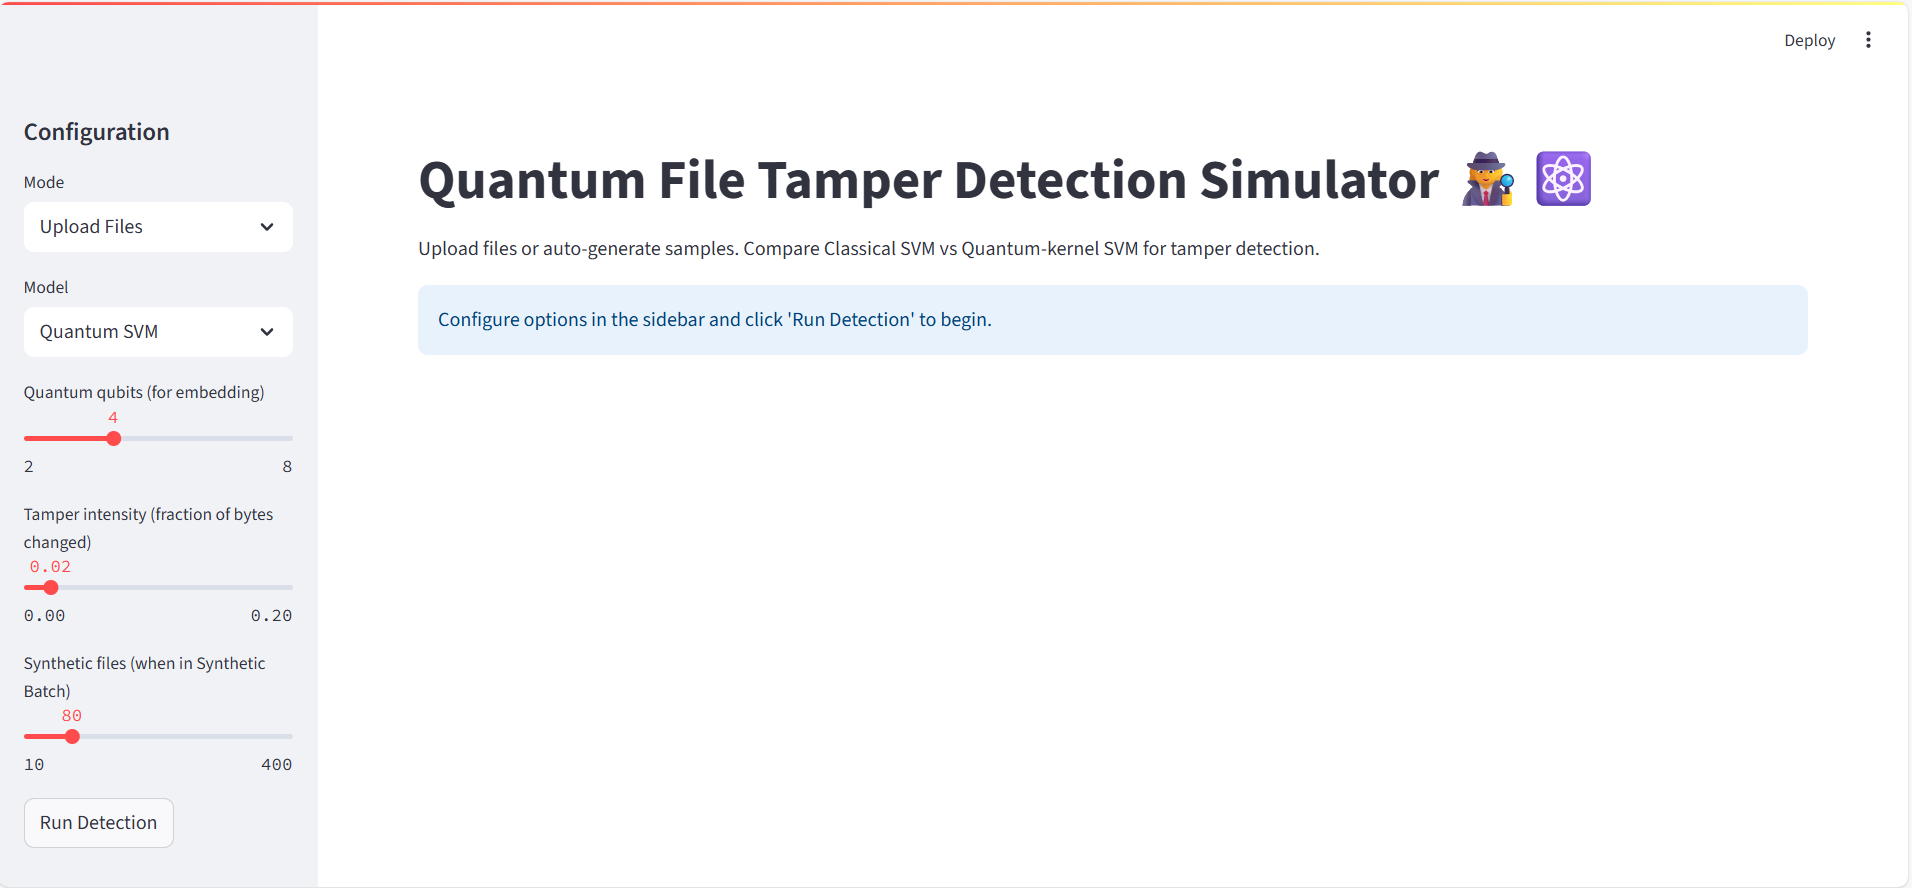 Deploy
Configuration
Mode
Upload Files
Model
Quantum SVM
Quantum qubits (for embedding)
4
2 8
Tamper intensity (fraction of bytes
changed)
0.02
0.00 0.20
Synthetic files (when in Synthetic
Batch)
80
10 400
Run Detection
Quantum File Tamper Detection Simulator
Upload files or auto-generate samples. Compare Classical SVM vs Quantum-kernel SVM for tamper detection.
Configure options in the sidebar and click 'Run Detection' to begin.